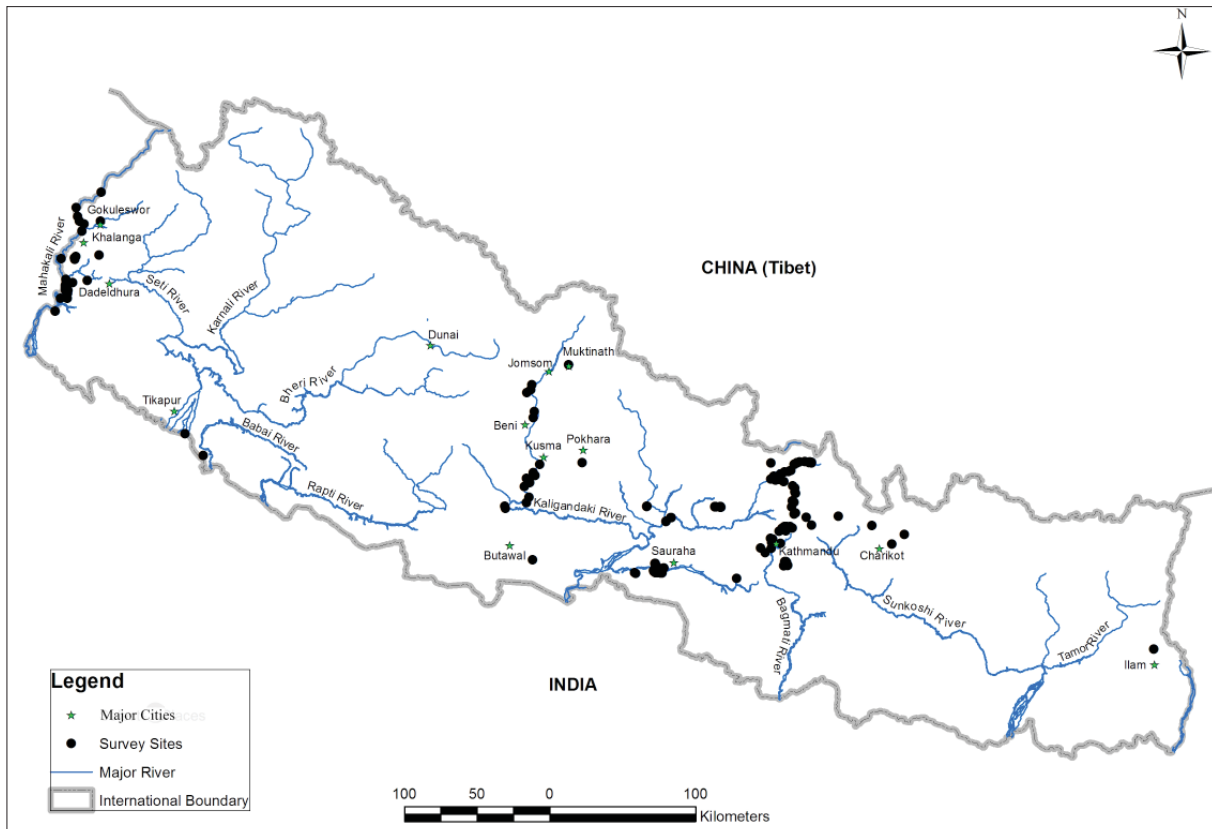 N
Gokuleswor
Khalanga
Mahakali River
Dadeldhura
Seti River
Karnali River
CHINA (Tibet)
Dunai
Muktinath
Jomsom
Bheri River
Tikapur
Beni
Babai River
Kusma
Pokhara
Rapti River
Kaligandaki River
Butawal
Sauraha
Kathmandu
Charikot
Bagmati River
Sunkoshi River
Tamor River
Ilam
INDIA
Legend
Major Cities
Survey Sites
Major River
International Boundary
100 0 100
Kilometers